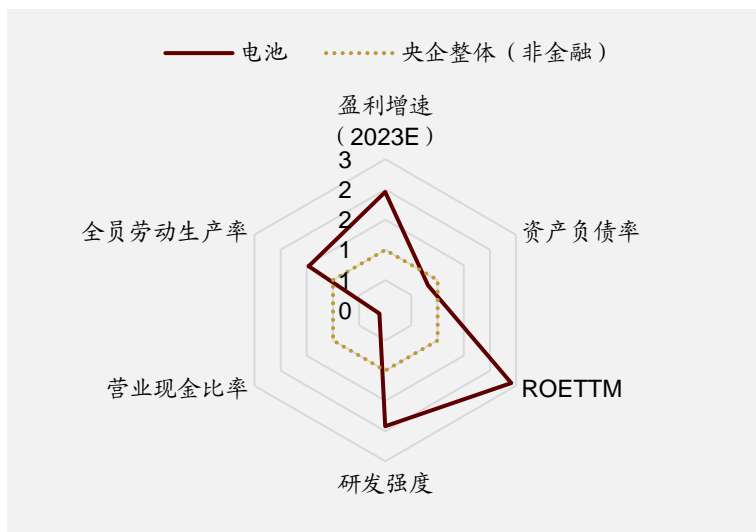 电池 央企整体（非金融）
盈利增速
（2023E）
3
2
2
1
1
0
全员劳动生产率
资产负债率
营业现金比率
ROETTM
研发强度